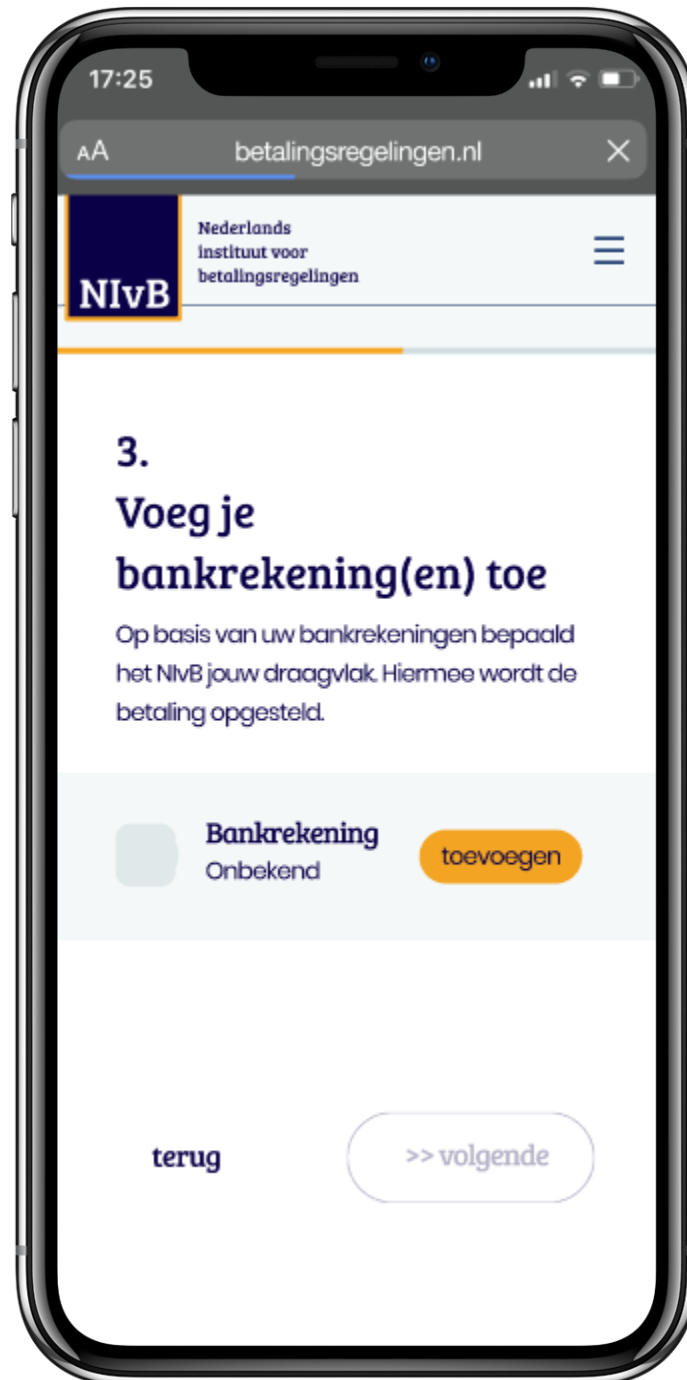 17:25
AA betalingsregelingen.nl
Nederlands
instituut voor
betalingsregelingen
NIvB
3.
Voeg je
bankrekening(en) toe
Op basis van uw bankrekeningen bepaald
het NIvB jouw draagvlak. Hiermee wordt de
betaling opgesteld.
Bankrekening
Onbekend
toevoegen
terug
>> volgende